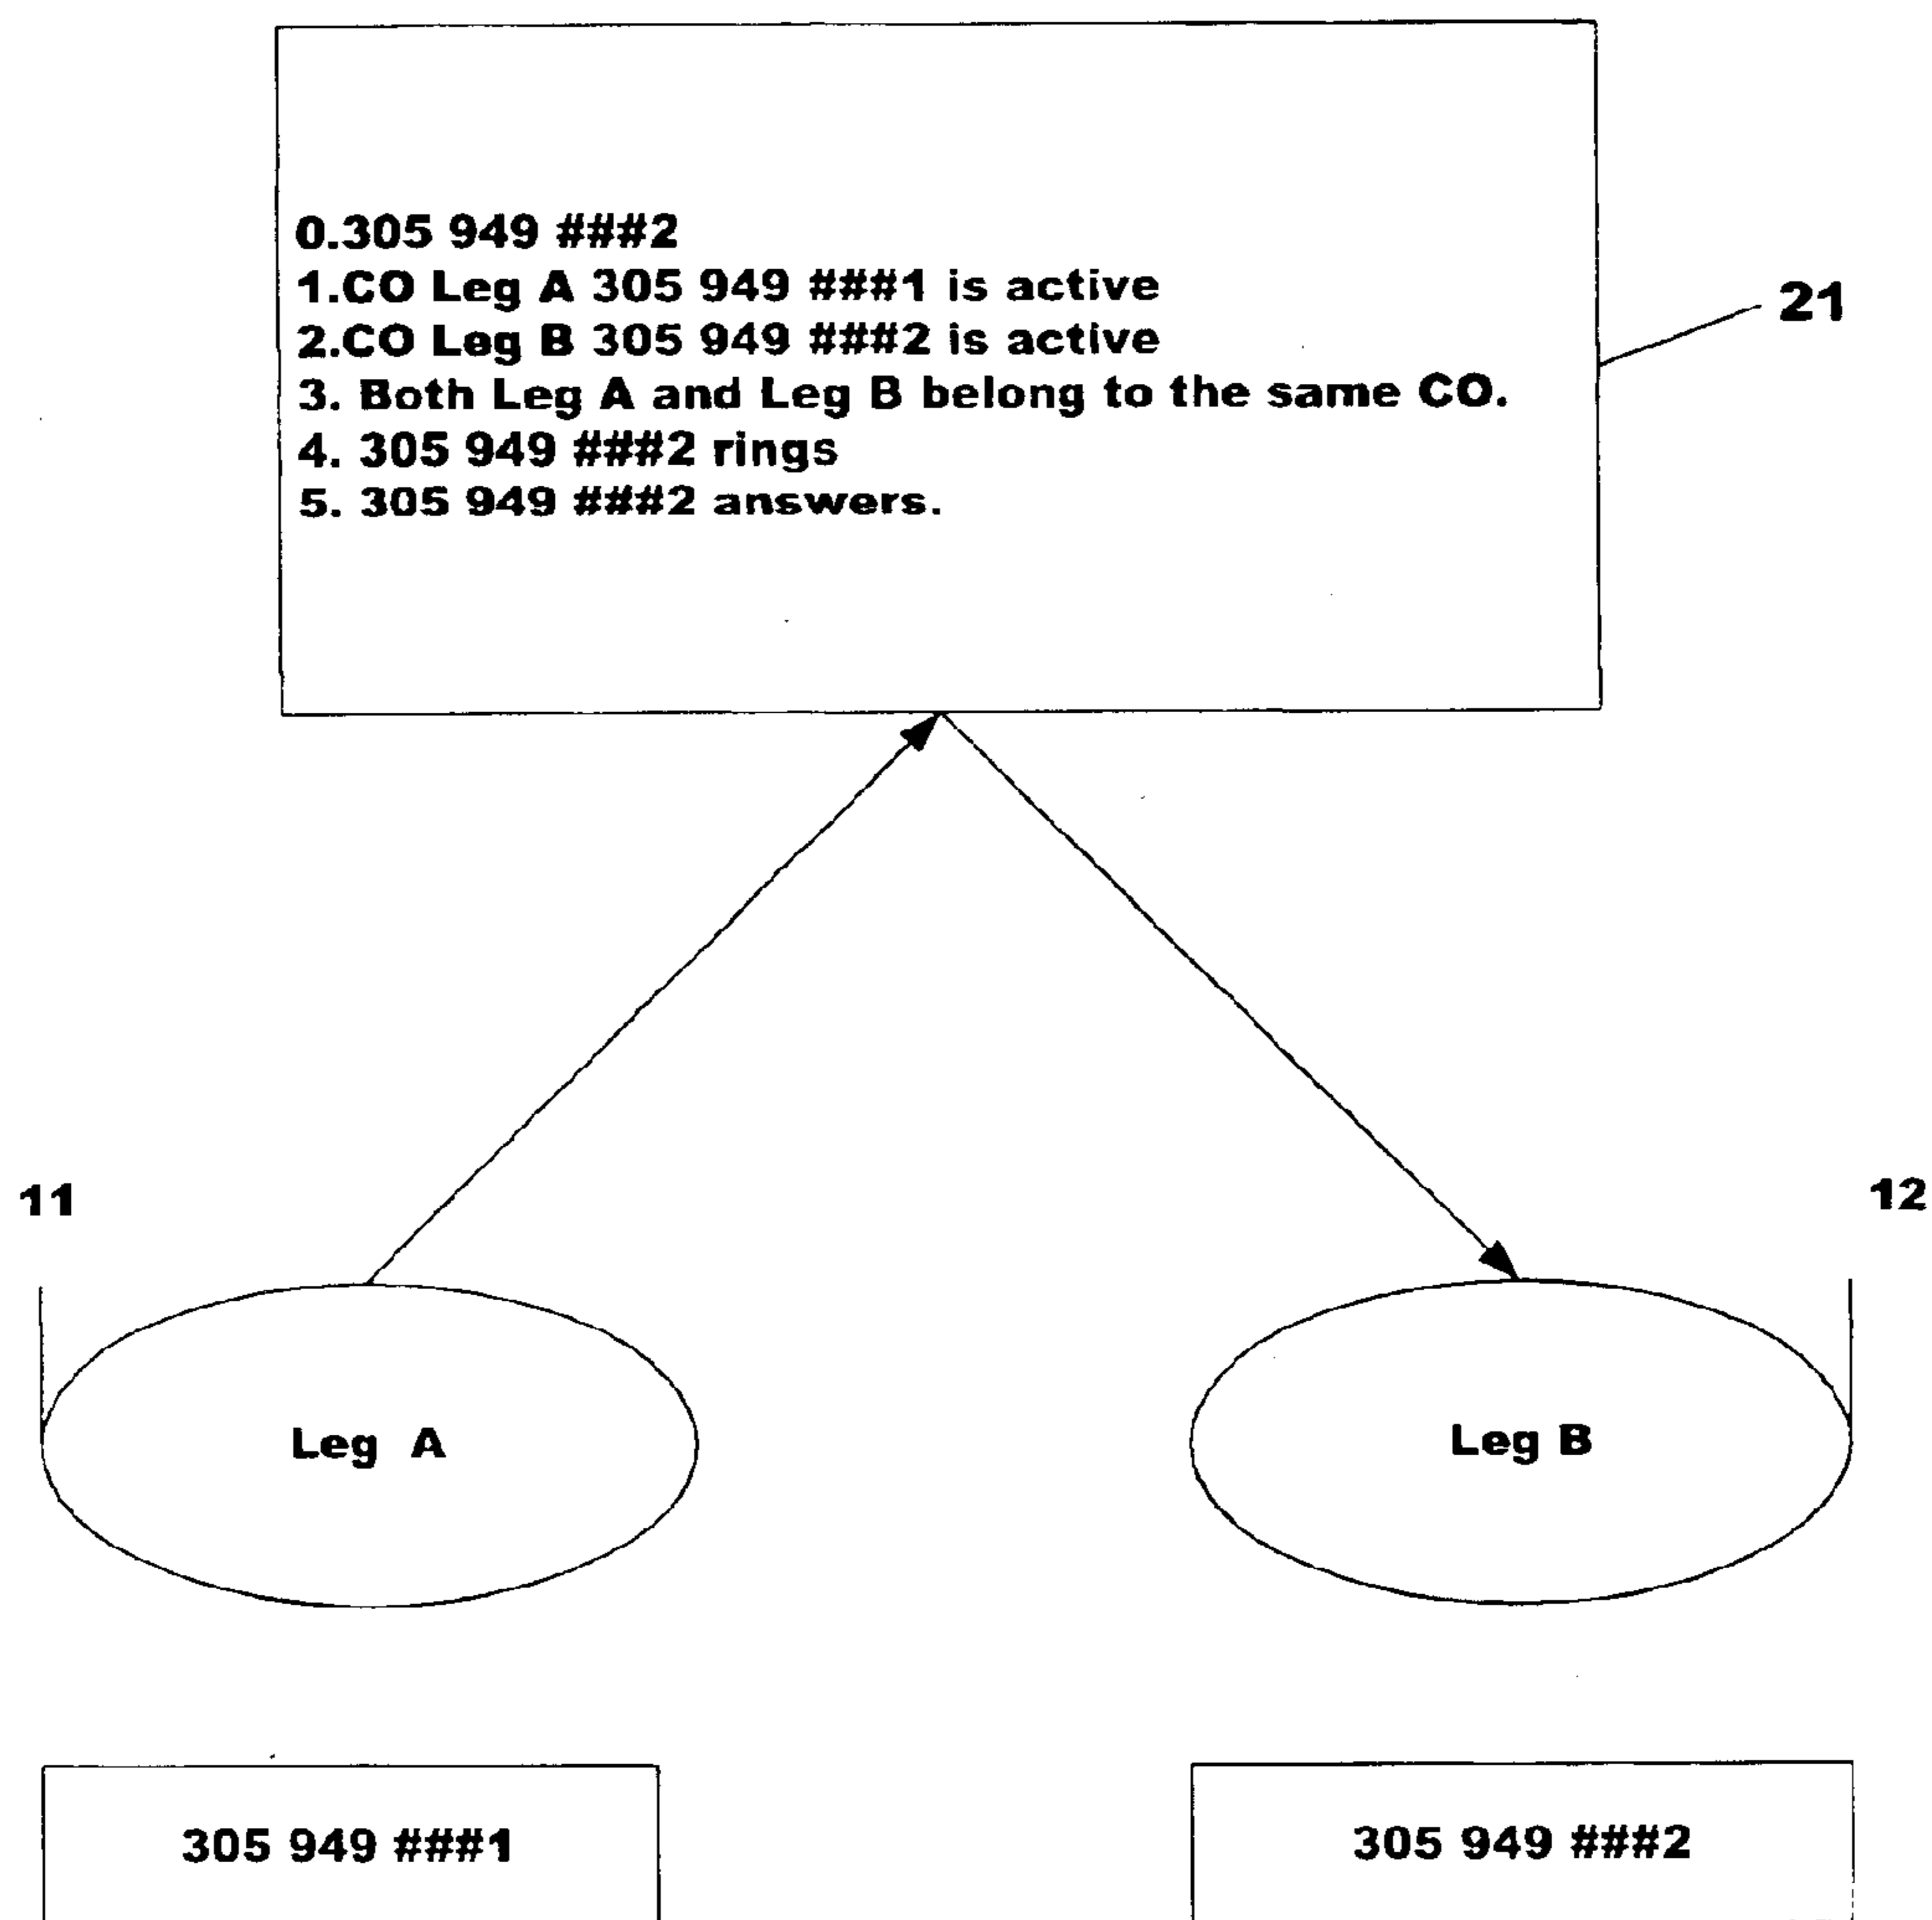 0.305 949 ###2
1.CO Leg A 305 949 ###1 is active
2.CO Leg B 305 949 ###2 is active
3. Both Leg A and Leg B belong to the same CO.
4. 305 949 ###2 rings
5. 305 949 ###2 answers.
21
11
12
Leg A
Leg B
305 949 ###1
305 949 ###2